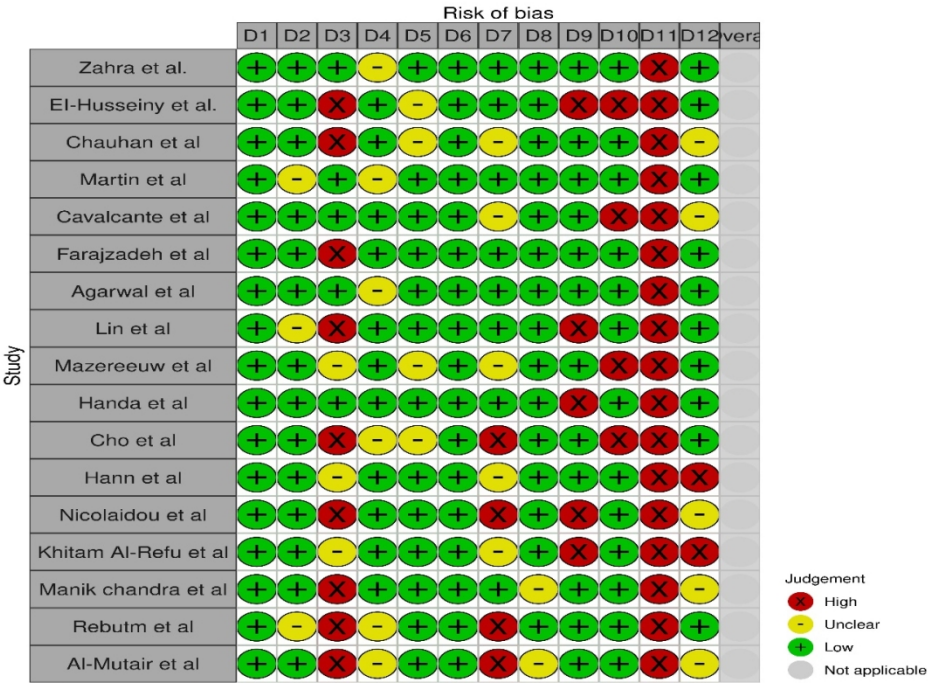 Risk of bias
D1 D2 D3 D4 D5 D6 D7 D8 D9 D10 D11 D12 vera
Zahra et al.
El-Husseiny et al.
Chauhan et al
Martin et al
Cavalcante et al
Farajzadeh et al
Agarwal et al
Lin et al
Study
Mazereeuw et al
Handa et al
Cho et al
Hann et al
Nicolaidou et al
Khitam Al-Refu et al
Manik chandra et al
Rebutm et al
Al-Mutair et al
Judgement
High
Unclear
Low
Not applicable